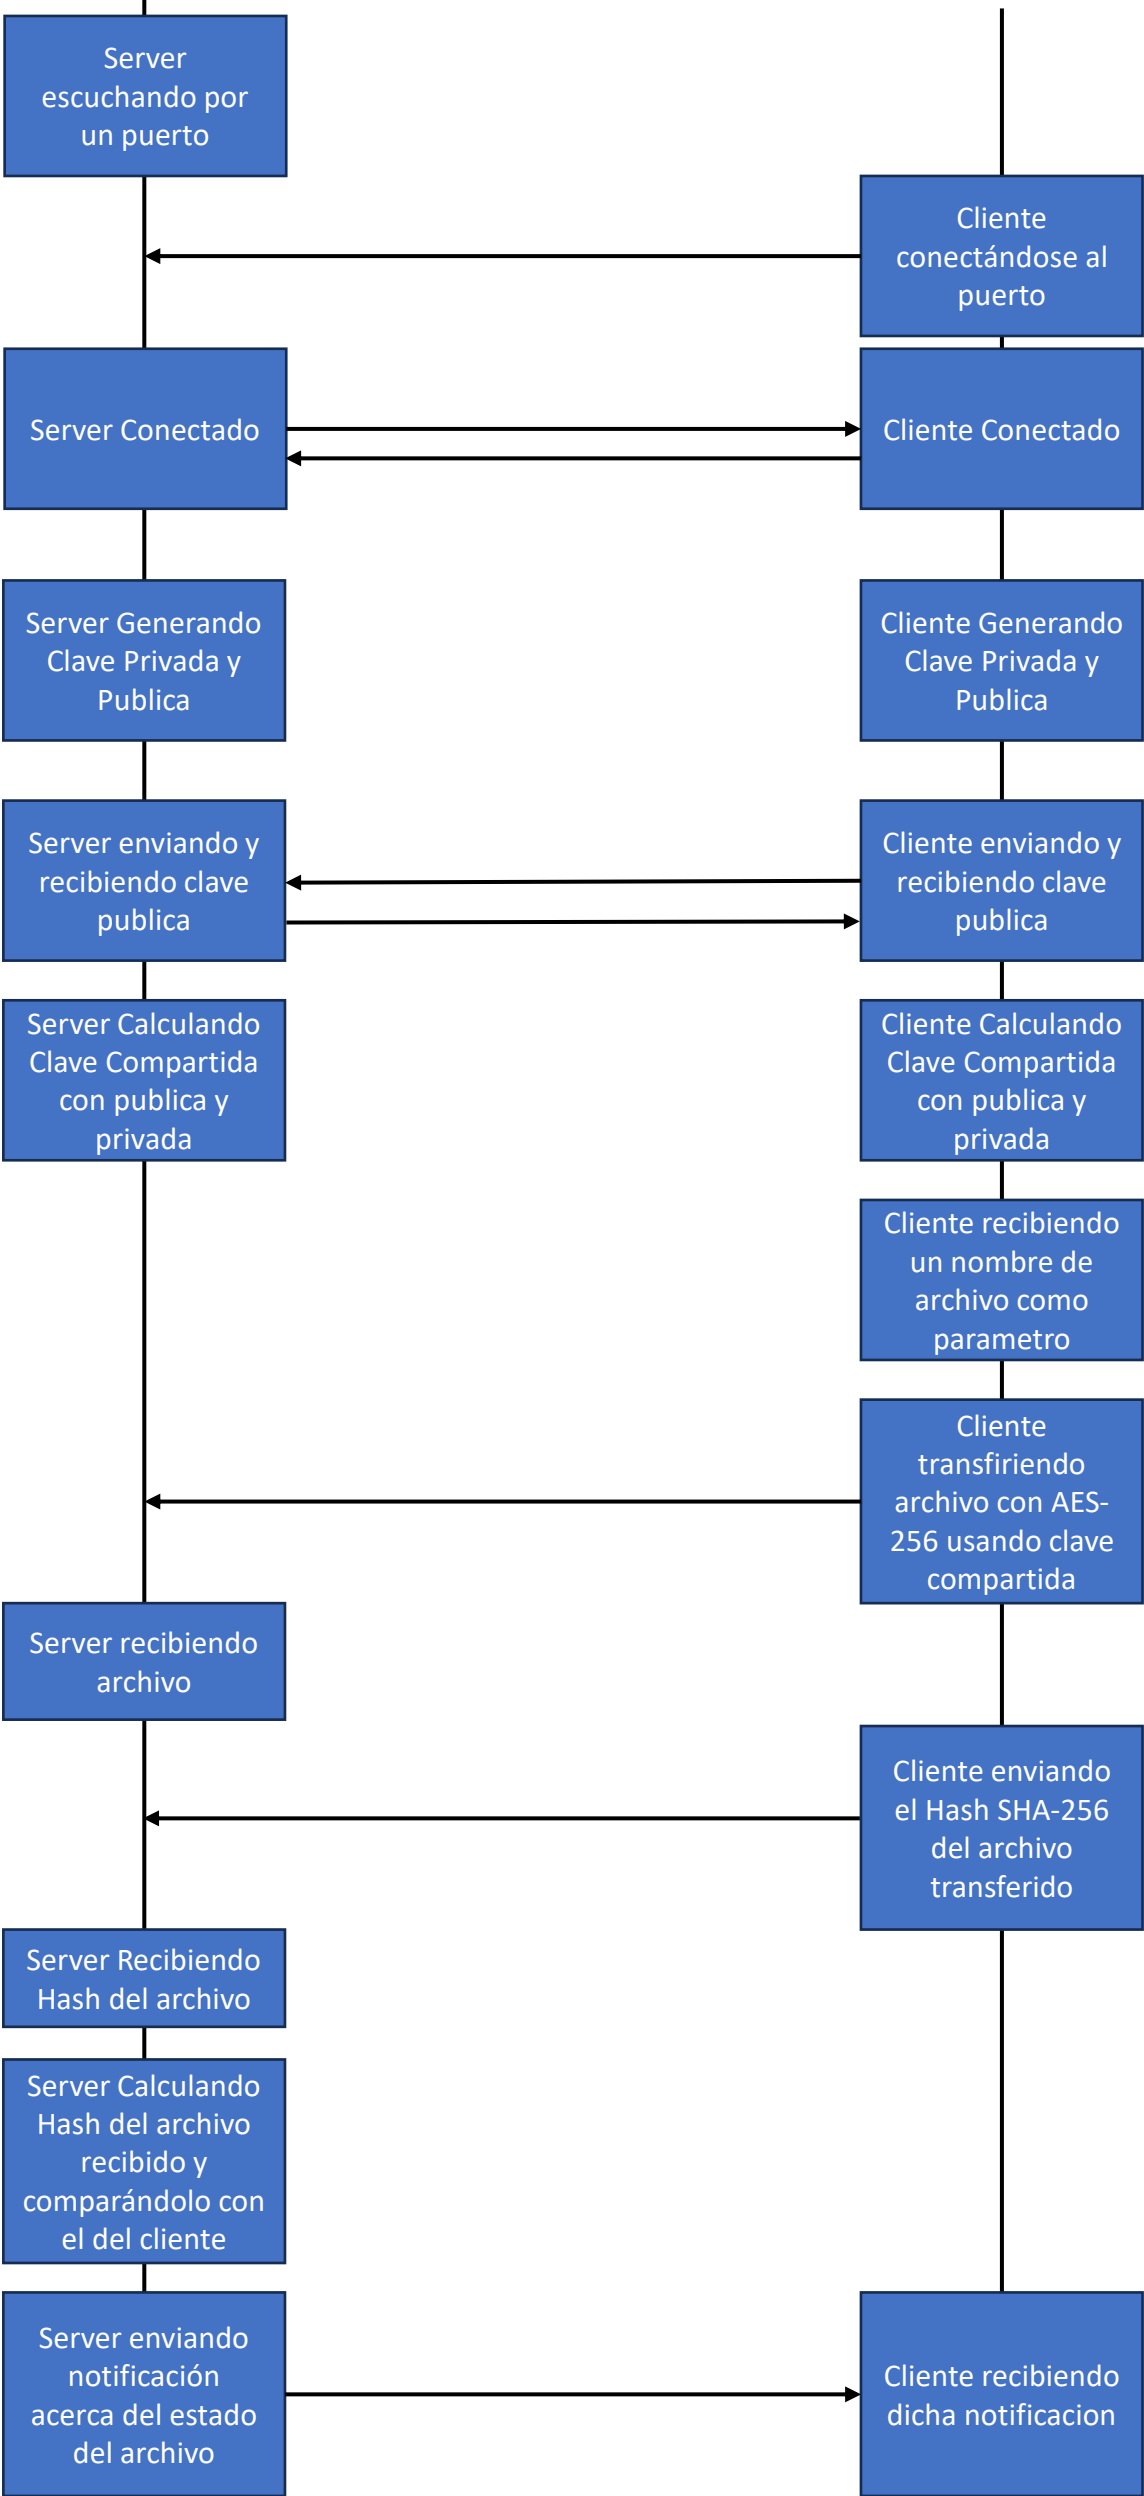 Server
escuchando por
un puerto
Cliente
conectándose al
puerto
Server Conectado
Cliente Conectado
Server Generando
Clave Privada y
Publica
Cliente Generando
Clave Privada y
Publica
Server enviando y
recibiendo clave
publica
Cliente enviando y
recibiendo clave
publica
Server Calculando
Clave Compartida
con publica y
privada
Cliente Calculando
Clave Compartida
con publica y
privada
Cliente recibiendo
un nombre de
archivo como
parametro
Cliente
transfiriendo
archivo con AES-
256 usando clave
compartida
Server recibiendo
archivo
Cliente enviando
el Hash SHA-256
del archivo
transferido
Server Recibiendo
Hash del archivo
Server Calculando
Hash del archivo
recibido y
comparándolo con
el del cliente
Server enviando
notificación
acerca del estado
del archivo
Cliente recibiendo
dicha notificacion